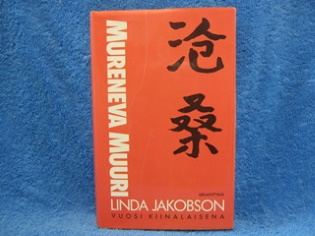 MURENEVA MUURI
沧
桑
LINDA JAKOBSON
VUOSI KIINALAISENA